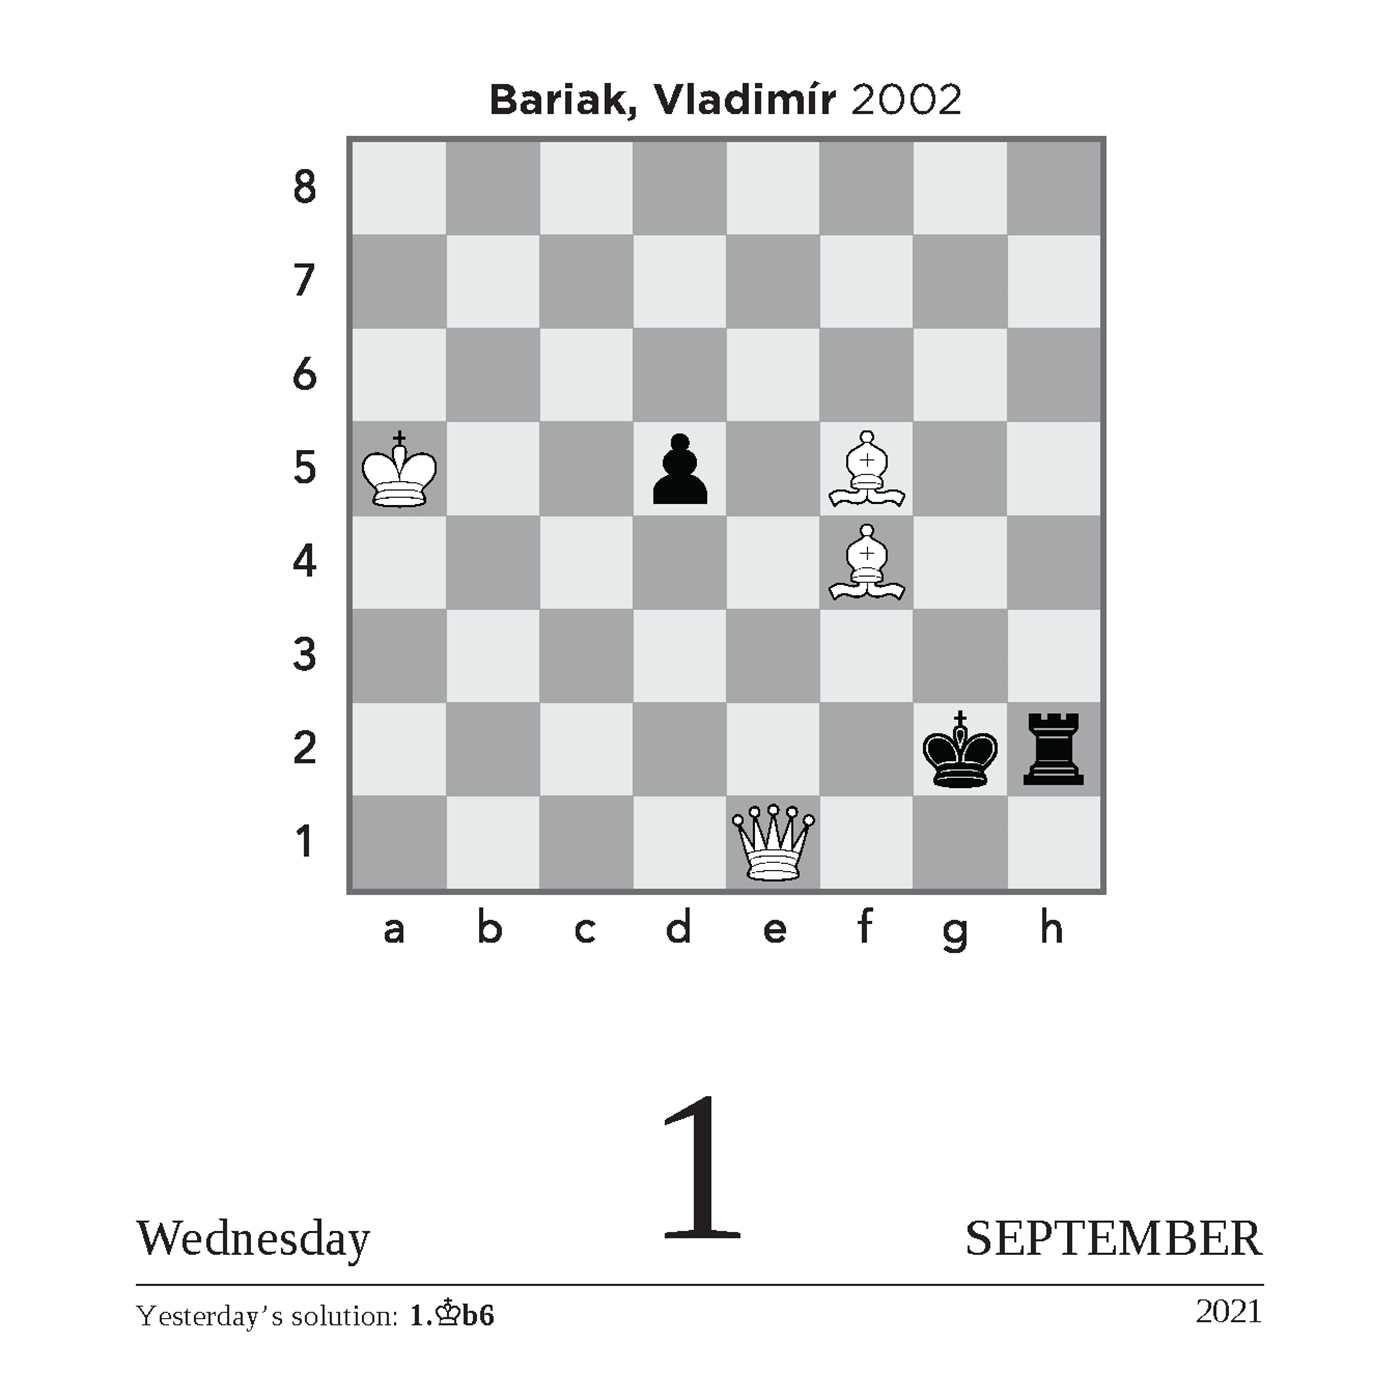 Bariak, Vladimír 2002
8
7
6
5
4
3
2
1
a b c d e f g h
1
Wednesday SEPTEMBER
Yesterday’s solution: 1.♔b6 2021